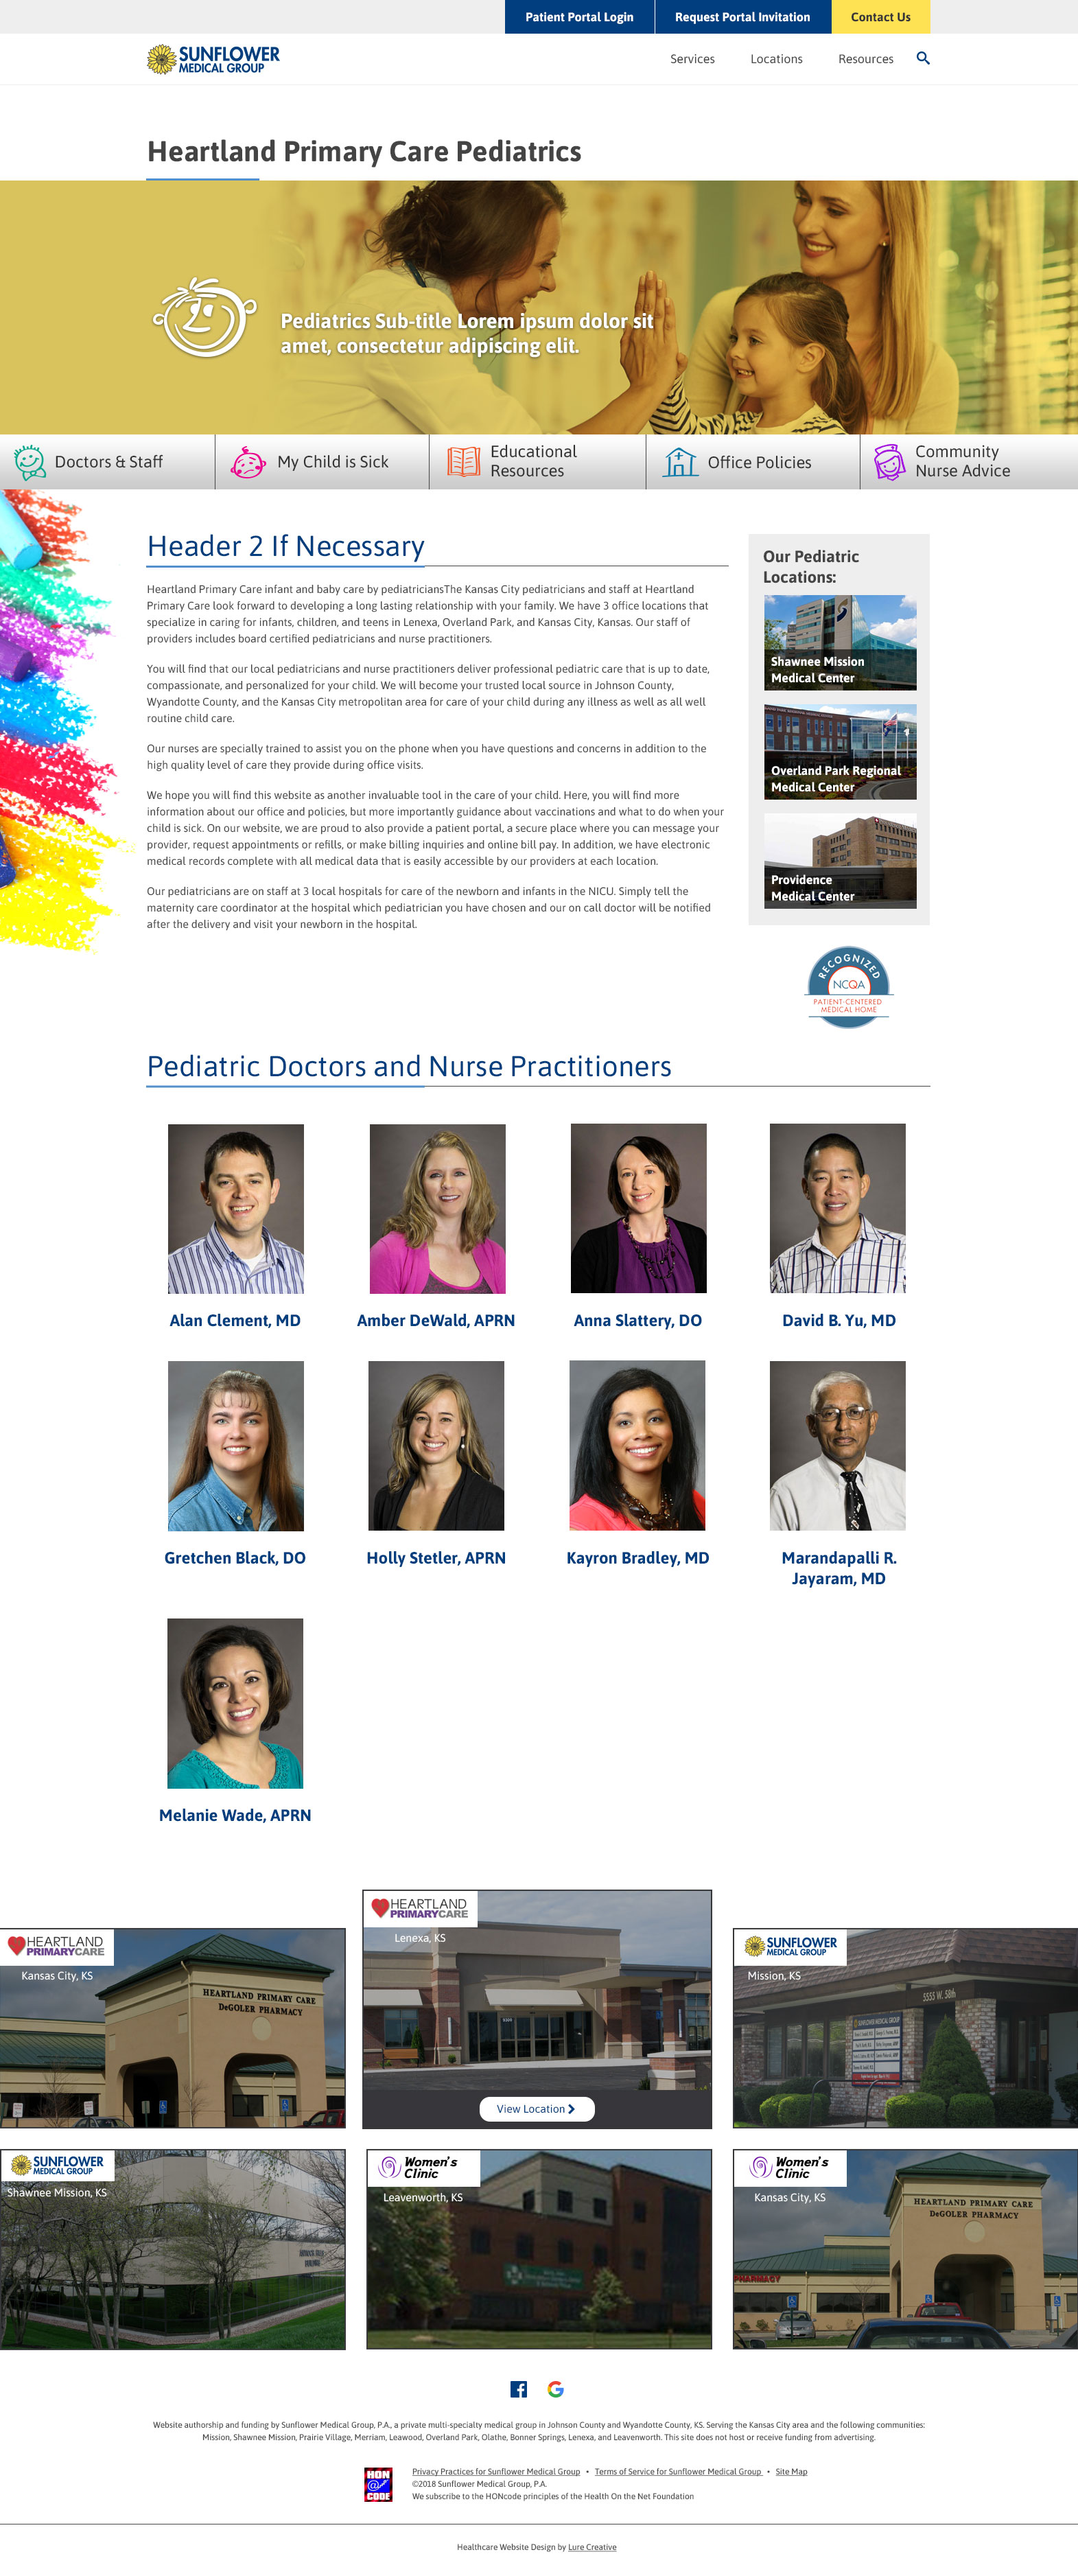 Patient Portal Login
Request Portal Invitation
Contact Us
SUNFLOWER
MEDICAL GROUP
Services
Locations
Resources
Heartland Primary Care Pediatrics
Pediatrics Sub-title Lorem ipsum dolor sit
amet, consectetur adipiscing elit.
Doctors & Staff
My Child is Sick
Educational
Resources
Office Policies
Community
Nurse Advice
Header 2 If Necessary
Heartland Primary Care infant and baby care by pediatriciansThe Kansas City pediatricians and staff at Heartland
Primary Care look forward to developing a long lasting relationship with your family. We have 3 office locations that
specialize in caring for infants, children, and teens in Lenexa, Overland Park, and Kansas City, Kansas. Our staff of
providers includes board certified pediatricians and nurse practitioners.
You will find that our local pediatricians and nurse practitioners deliver professional pediatric care that is up to date,
compassionate, and personalized for your child. We will become your trusted local source in Johnson County,
Wyandotte County, and the Kansas City metropolitan area for care of your child during any illness as well as all well
routine child care.
Our nurses are specially trained to assist you on the phone when you have questions and concerns in addition to the
high quality level of care they provide during office visits.
We hope you will find this website as another invaluable tool in the care of your child. Here, you will find more
information about our office and policies, but more importantly guidance about vaccinations and what to do when your
child is sick. On our website, we are proud to also provide a patient portal, a secure place where you can message your
provider, request appointments or refills, or make billing inquiries and online bill pay. In addition, we have electronic
medical records complete with all medical data that is easily accessible by our providers at each location.
Our pediatricians are on staff at 3 local hospitals for care of the newborn and infants in the NICU. Simply tell the
maternity care coordinator at the hospital which pediatrician you have chosen and our on call doctor will be notified
after the delivery and visit your newborn in the hospital.
Our Pediatric
Locations:
Shawnee Mission
Medical Center
Overland Park Regional
Medical Center
Providence
Medical Center
RECOGNIZED
NCQA
PATIENT-CENTERED
MEDICAL HOME
Pediatric Doctors and Nurse Practitioners
Alan Clement, MD
Amber DeWald, APRN
Anna Slattery, DO
David B. Yu, MD
Gretchen Black, DO
Holly Stetler, APRN
Kayron Bradley, MD
Marandapalli R.
Jayaram, MD
Melanie Wade, APRN
HEARTLAND
PRIMARYCARE
Kansas City, KS
HEARTLAND PRIMARY CARE
DeGOLER PHARMACY
HEARTLAND
PRIMARYCARE
Lenexa, KS
View Location
SUNFLOWER
MEDICAL GROUP
Mission, KS
5555 W. 58th
SUNFLOWER
MEDICAL GROUP
Shawnee Mission, KS
Women's
Clinic
Leavenworth, KS
Women's
Clinic
Kansas City, KS
HEARTLAND PRIMARY CARE
DeGOLER PHARMACY
PHARMACY
Website authorship and funding by Sunflower Medical Group, P.A., a private multi-specialty medical group in Johnson County and Wyandotte County, KS. Serving the Kansas City area and the following communities:
Mission, Shawnee Mission, Prairie Village, Merriam, Leawood, Overland Park, Olathe, Bonner Springs, Lenexa, and Leavenworth. This site does not host or receive funding from advertising.
HON
@
CODE
Privacy Practices for Sunflower Medical Group • Terms of Service for Sunflower Medical Group • Site Map
©2018 Sunflower Medical Group, P.A.
We subscribe to the HONcode principles of the Health On the Net Foundation
Healthcare Website Design by Lure Creative